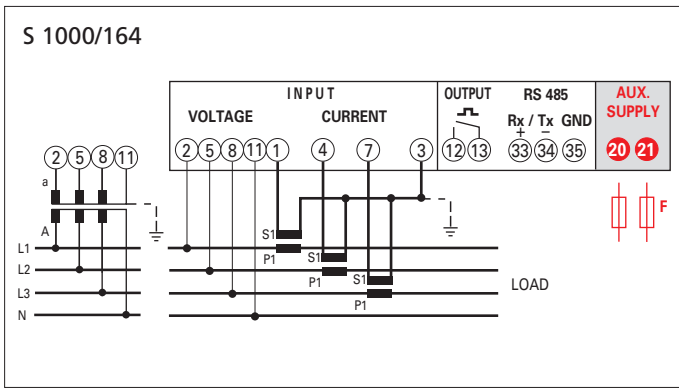 S 1000/164
INPUT
OUTPUT
RS 485
AUX.
SUPPLY
VOLTAGE
CURRENT
Rx / Tx GND
+ −
2 5 8 11 1 4 7 3 12 13 33 34 35 20 21
2 5 8 11
a
A
F
S1
L1
P1
S1
L2
P1
S1
LOAD
L3
P1
N